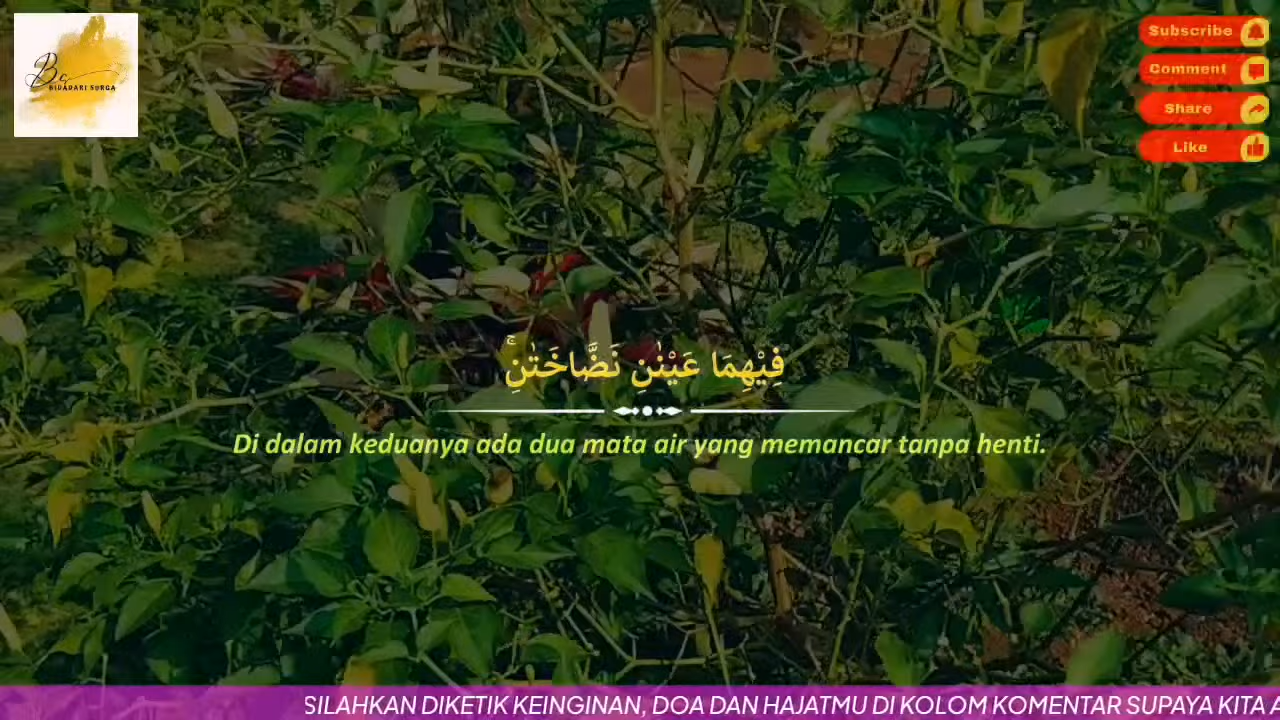 Bs
BIDADARI SURGA
Subscribe
Comment
Share
Like
فِيْهِمَا عَيْنٰنِ نَضَّاخَتٰنِۚ
Di dalam keduanya ada dua mata air yang memancar tanpa henti.
SILAHKAN DIKETIK KEINGINAN, DOA DAN HAJATMU DI KOLOM KOMENTAR SUPAYA KITA A